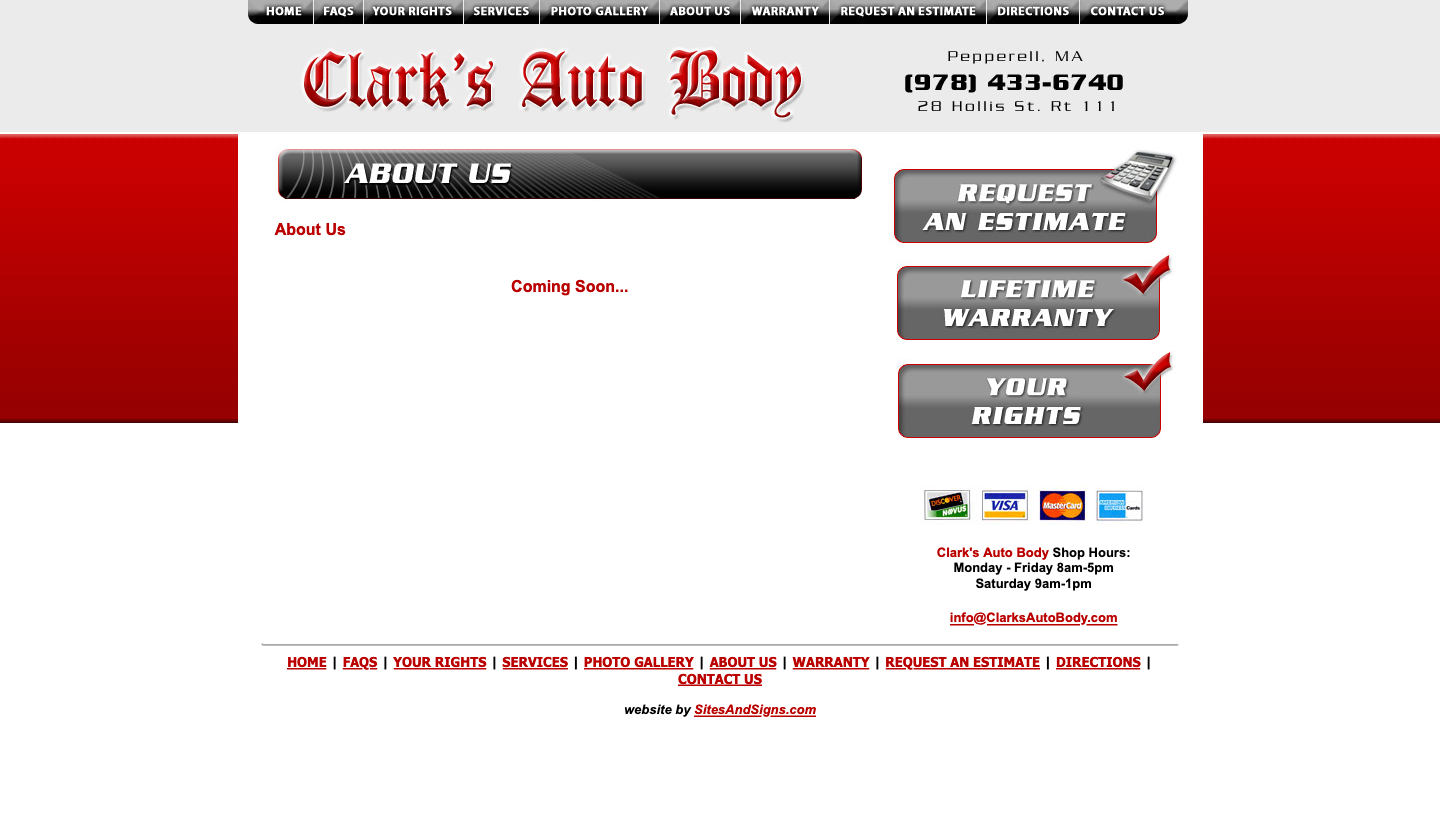 HOME FAQS YOUR RIGHTS SERVICES PHOTO GALLERY ABOUT US WARRANTY REQUEST AN ESTIMATE DIRECTIONS CONTACT US
Clark's Auto Body
Pepperell, MA
(978) 433-6740
28 Hollis St. Rt 111
ABOUT US
About Us
Coming Soon...
REQUEST
AN ESTIMATE
LIFETIME
WARRANTY
YOUR
RIGHTS
DISCOVER
NOVUS
VISA
MasterCard
AMERICAN
EXPRESS Cards
Clark's Auto Body Shop Hours:
Monday - Friday 8am-5pm
Saturday 9am-1pm
info@ClarksAutoBody.com
HOME | FAQS | YOUR RIGHTS | SERVICES | PHOTO GALLERY | ABOUT US | WARRANTY | REQUEST AN ESTIMATE | DIRECTIONS |
CONTACT US
website by SitesAndSigns.com